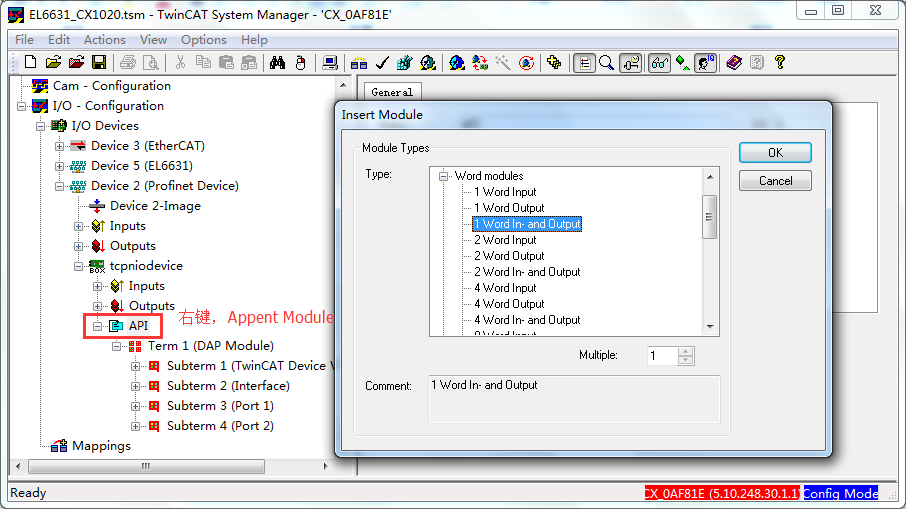 EL6631_CX1020.tsm - TwinCAT System Manager - 'CX_0AF81E'
File Edit Actions View Options Help
Cam - Configuration
I/O - Configuration
I/O Devices
Device 3 (EtherCAT)
Device 5 (EL6631)
Device 2 (Profinet Device)
Device 2-Image
Inputs
Outputs
tcpniodevice
Inputs
Outputs
API
右键，Appent Module
Term 1 (DAP Module)
Subterm 1 (TwinCAT Device V
Subterm 2 (Interface)
Subterm 3 (Port 1)
Subterm 4 (Port 2)
Mappings
General
Insert Module
Module Types
Type:
Word modules
1 Word Input
1 Word Output
1 Word In- and Output
2 Word Input
2 Word Output
2 Word In- and Output
4 Word Input
4 Word Output
4 Word In- and Output
Multiple: 1
Comment: 1 Word In- and Output
OK
Cancel
Ready
CX_0AF81E (5.10.248.30.1.1) Config Mode